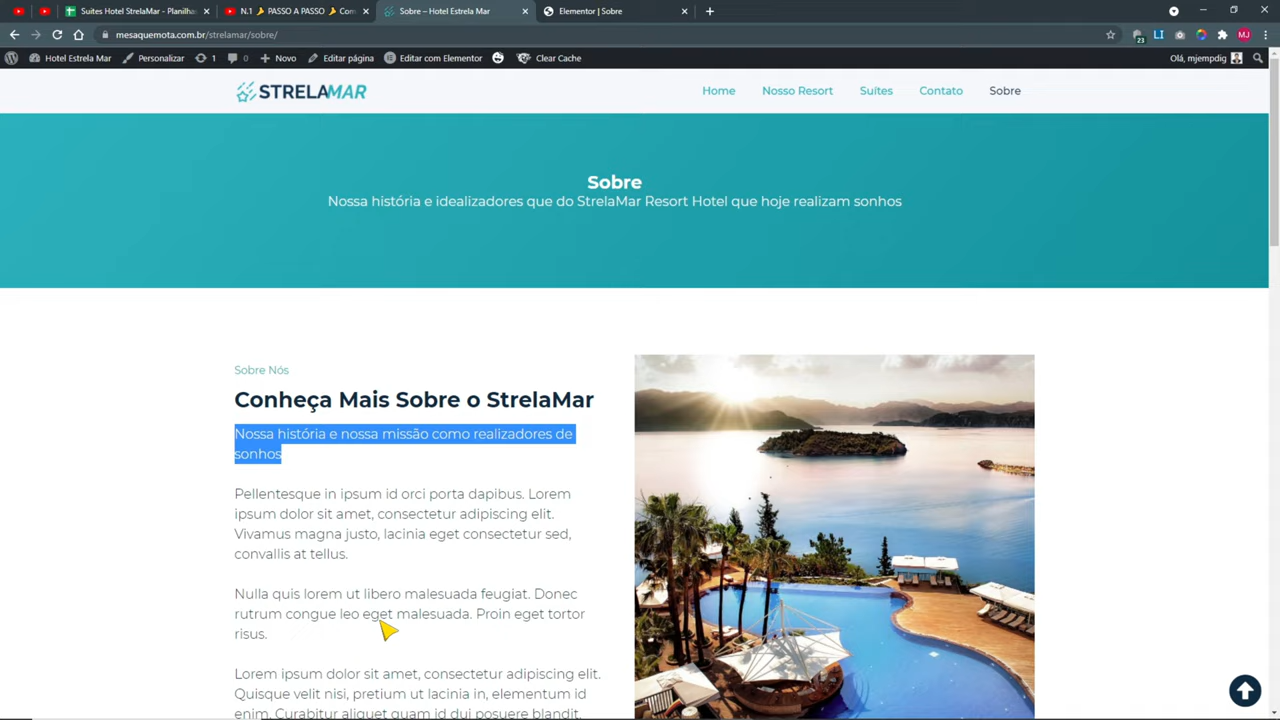 Suites Hotel StrelaMar - Planilha
N.1 PASSO A PASSO Com
Sobre – Hotel Estrela Mar
Elementor | Sobre
mesaquemota.com.br/strelamar/sobre/
23
LI
MJ
Hotel Estrela Mar
Personalizar
1
0
Novo
Editar página
Editar com Elementor
Clear Cache
Olá, mjempdig
STRELAMAR
Home
Nosso Resort
Suítes
Contato
Sobre
Sobre
Nossa história e idealizadores que do StrelaMar Resort Hotel que hoje realizam sonhos
Sobre Nós
Conheça Mais Sobre o StrelaMar
Nossa história e nossa missão como realizadores de
sonhos
Pellentesque in ipsum id orci porta dapibus. Lorem
ipsum dolor sit amet, consectetur adipiscing elit.
Vivamus magna justo, lacinia eget consectetur sed,
convallis at tellus.
Nulla quis lorem ut libero malesuada feugiat. Donec
rutrum congue leo eget malesuada. Proin eget tortor
risus.
Lorem ipsum dolor sit amet, consectetur adipiscing elit.
Quisque velit nisi, pretium ut lacinia in, elementum id
enim. Curabitur aliquet quam id dui posuere blandit.